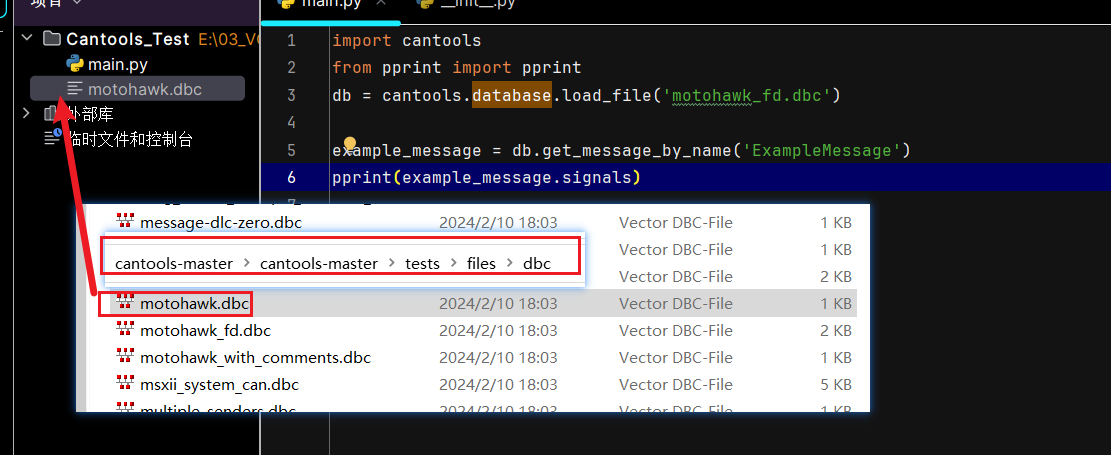 项目
main.py
__init__.py
Cantools_Test E:\03_V
main.py
motohawk.dbc
外部库
临时文件和控制台
1 import cantools
2 from pprint import pprint
3 db = cantools.database.load_file('motohawk_fd.dbc')
4
5 example_message = db.get_message_by_name('ExampleMessage')
6 pprint(example_message.signals)
message-dlc-zero.dbc 2024/2/10 18:03 Vector DBC-File 1 KB
Vector DBC-File 1 KB
cantools-master > cantools-master > tests > files > dbc
Vector DBC-File 2 KB
motohawk.dbc 2024/2/10 18:03 Vector DBC-File 1 KB
motohawk_fd.dbc 2024/2/10 18:03 Vector DBC-File 2 KB
motohawk_with_comments.dbc 2024/2/10 18:03 Vector DBC-File 1 KB
msxii_system_can.dbc 2024/2/10 18:03 Vector DBC-File 5 KB
multiple_senders.dbc 2024/2/10 18:03 Vector DBC-File 1 KB